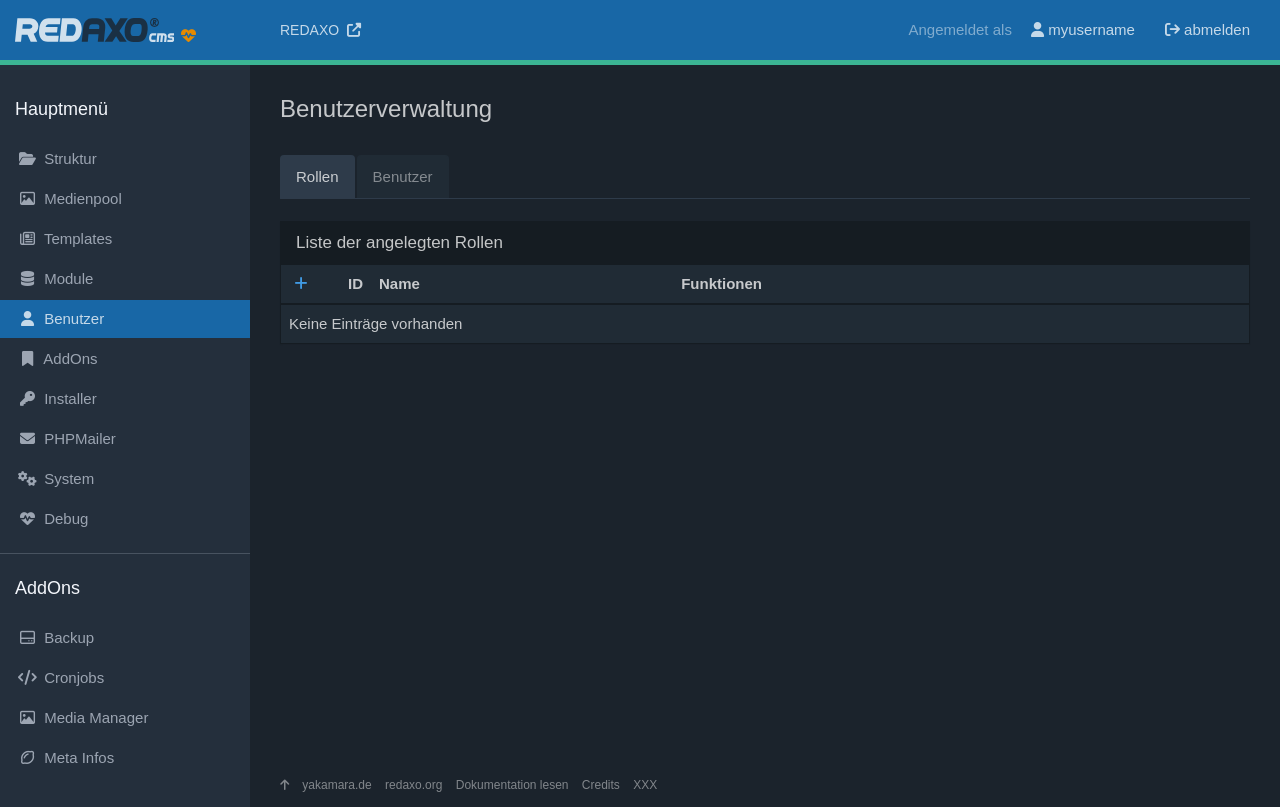 REDAXO® cms
REDAXO
Angemeldet als myusername abmelden
Hauptmenü
Struktur
Medienpool
Templates
Module
Benutzer
AddOns
Installer
PHPMailer
System
Debug
AddOns
Backup
Cronjobs
Media Manager
Meta Infos
Benutzerverwaltung
Rollen Benutzer
Liste der angelegten Rollen
ID Name Funktionen
Keine Einträge vorhanden
yakamara.de redaxo.org Dokumentation lesen Credits XXX